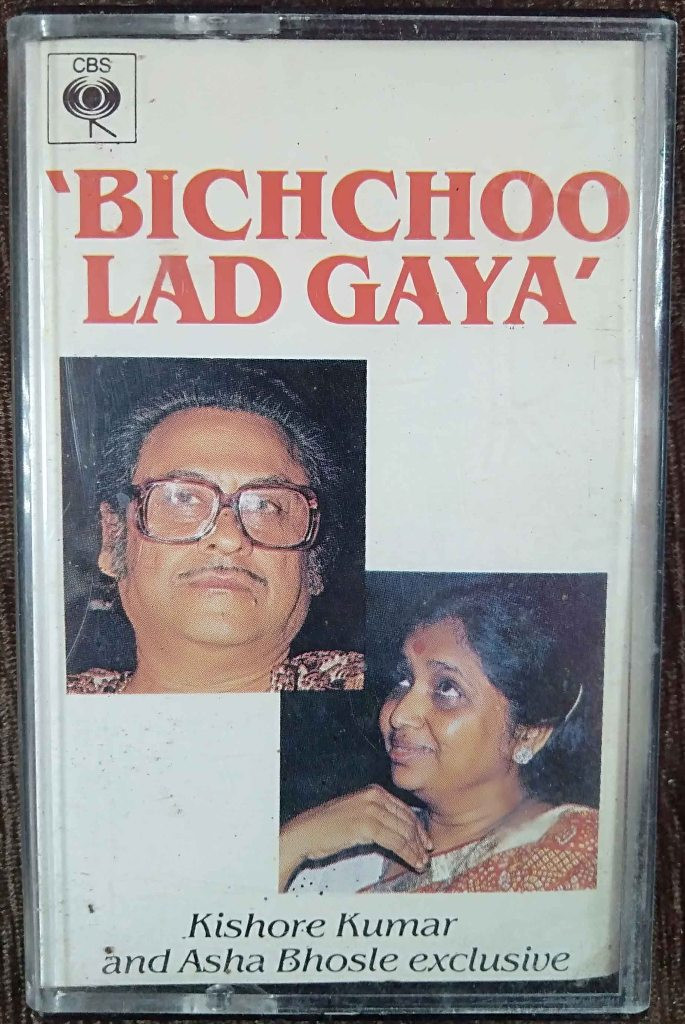 CBS
'BICHCHOO
LAD GAYA'
Kishore Kumar
and Asha Bhosle exclusive